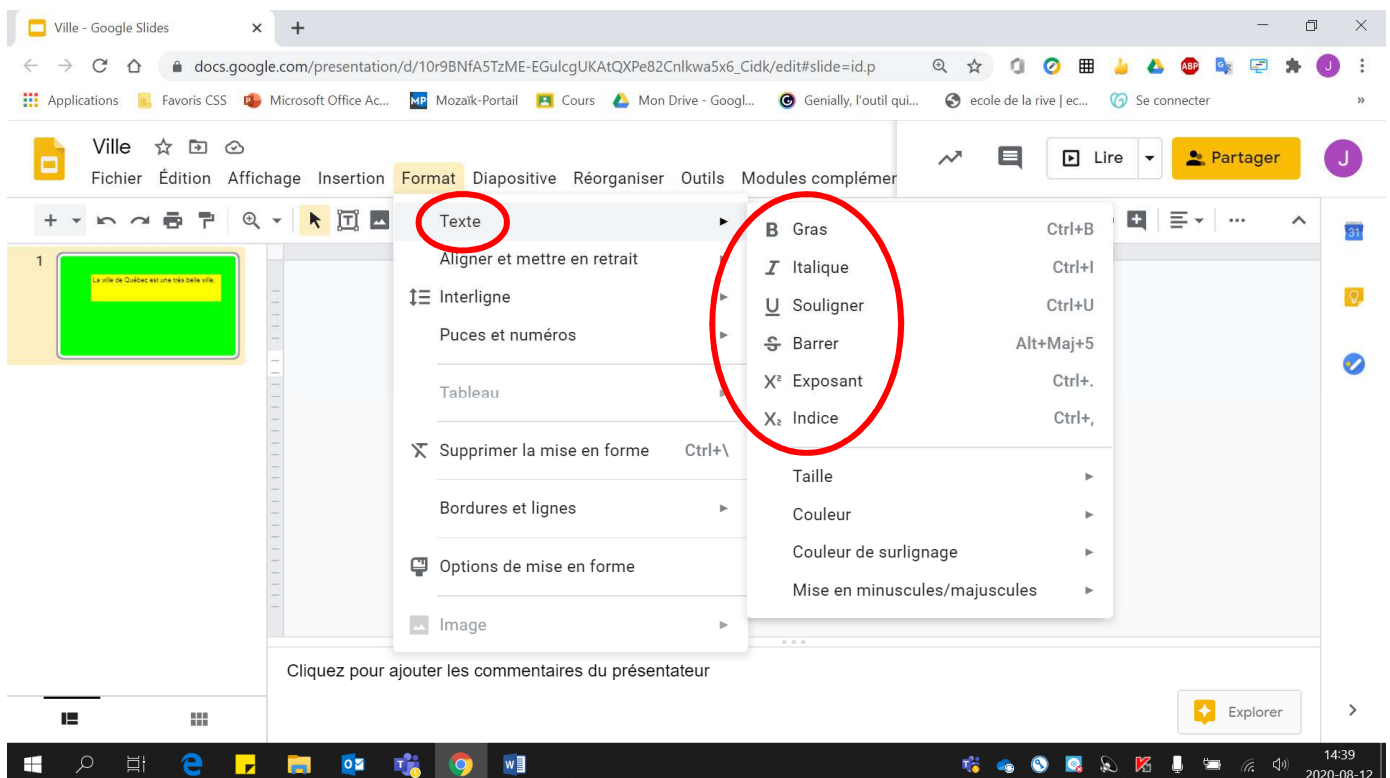 Ville - Google Slides
docs.google.com/presentation/d/10r9BNfA5TzME-EGulcgUKAtQXPe82Cnlkwa5x6_Cidk/edit#slide=id.p
ABP
J
Applications Favoris CSS Microsoft Office Ac... MP Mozaïk-Portail Cours Mon Drive - Googl... Genially, l'outil qui... ecole de la rive | ec... Se connecter »
Ville
Fichier Édition Affichage Insertion Format Diapositive Réorganiser Outils Modules complémer
Lire
Partager
J
31
1
La ville de Québec est une très belle ville.
Texte
Aligner et mettre en retrait
Interligne
Puces et numéros
Tableau
Supprimer la mise en forme Ctrl+\
Bordures et lignes
Options de mise en forme
Image
B Gras Ctrl+B
I Italique Ctrl+I
U Souligner Ctrl+U
S Barrer Alt+Maj+5
X² Exposant Ctrl+.
X₂ Indice Ctrl+,
Taille
Couleur
Couleur de surlignage
Mise en minuscules/majuscules
Cliquez pour ajouter les commentaires du présentateur
Explorer
14:39
2020-08-12